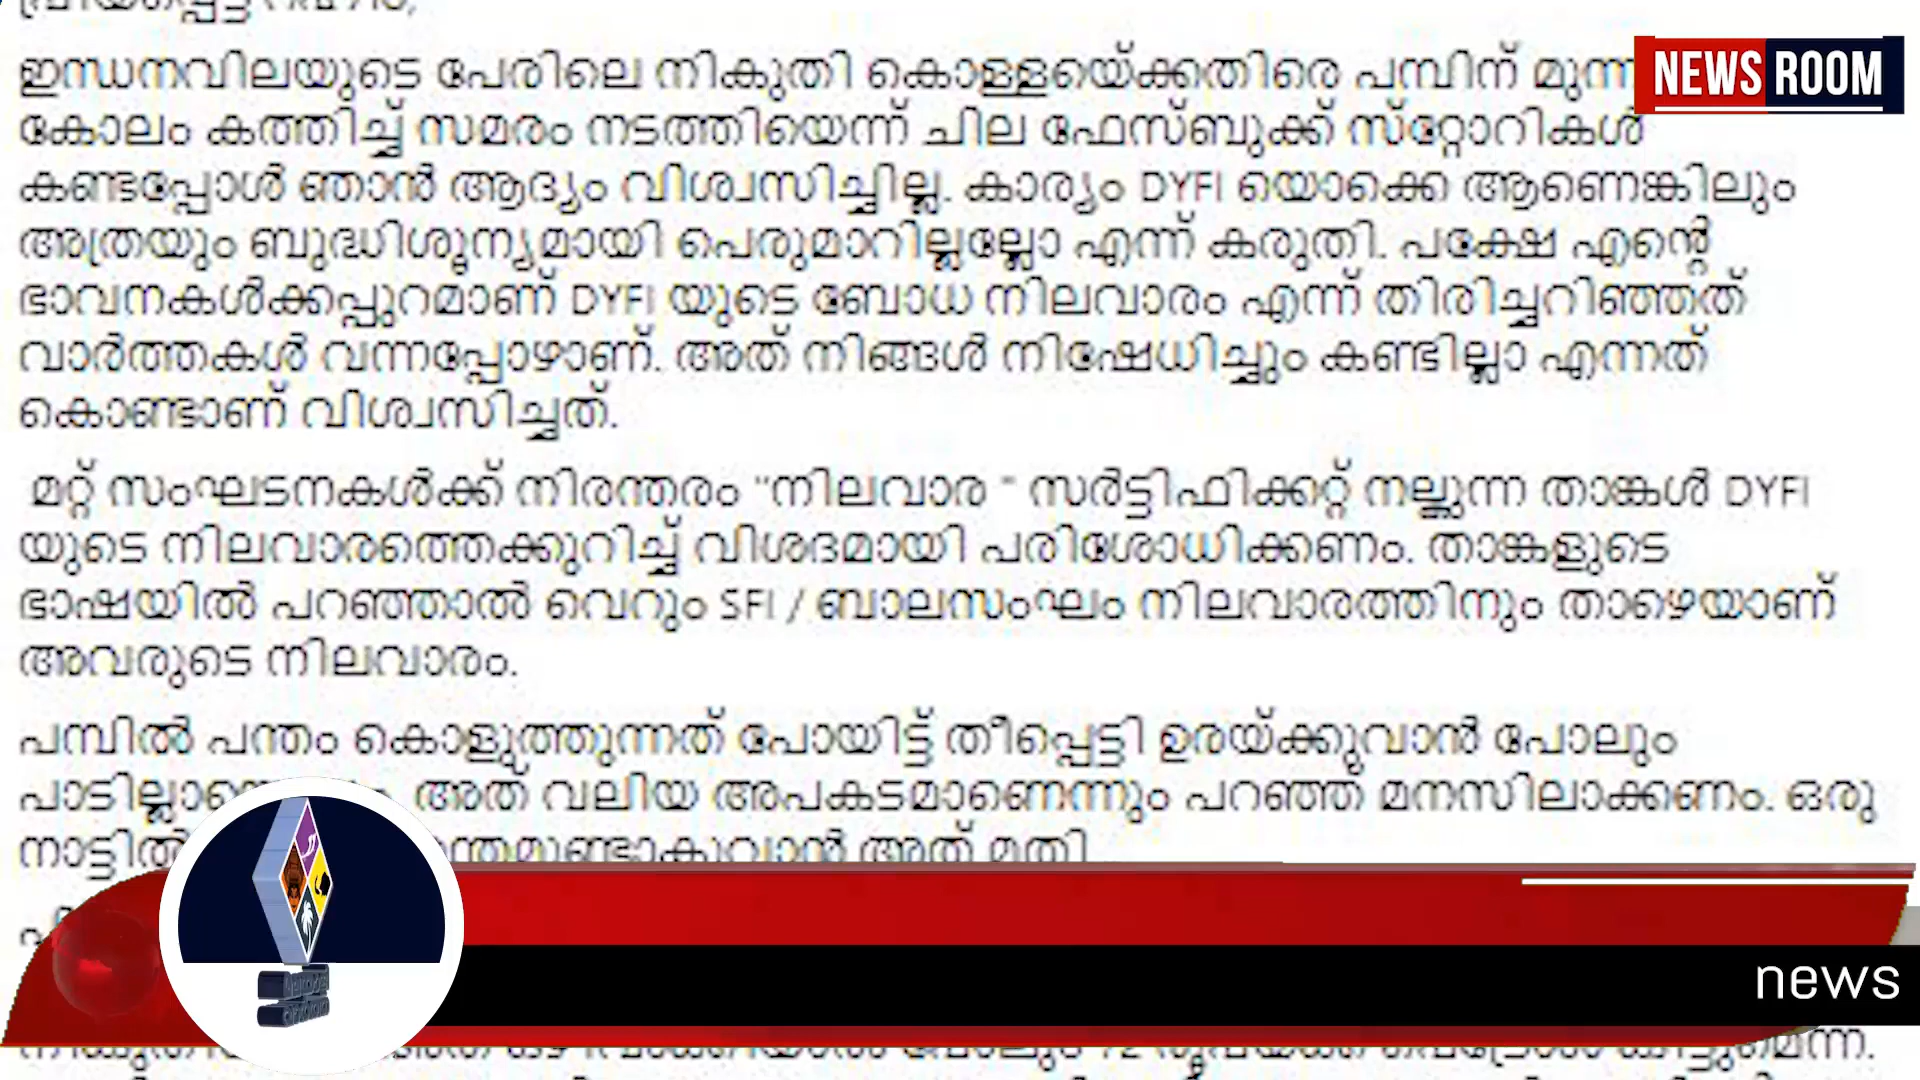 ഇന്ധനവിലയുടെ പേരിലെ നികുതി കൊള്ളയ്ക്കെതിരെ പമ്പിന്
NEWS ROOM
കോലം കത്തിച്ച് സമരം നടത്തിയെന്ന് ചില ഫേസ്ബുക്ക് സ്റ്റോറികൾ
കണ്ടപ്പോൾ ഞാൻ ആദ്യം വിശ്വസിച്ചില്ല. കാര്യം DYFI യൊക്കെ ആണെങ്കിലും
അത്രയും ബുദ്ധിശൂന്യമായി പെരുമാറില്ലല്ലോ എന്ന് കരുതി. പക്ഷേ എന്റെ
ഭാവനകൾക്കപ്പുറമാണ് DYFI യുടെ ബോധ നിലവാരം എന്ന് തിരിച്ചറിഞ്ഞത്
വാർത്തകൾ വന്നപ്പോഴാണ്. അത് നിങ്ങൾ നിഷേധിച്ചും കണ്ടില്ലാ എന്നത്
കൊണ്ടാണ് വിശ്വസിച്ചത്.
മറ്റ് സംഘടനകൾക്ക് നിരന്തരം "നിലവാര " സർട്ടിഫിക്കറ്റ് നല്ലുന്ന താങ്കൾ DYFI
യുടെ നിലവാരത്തെക്കുറിച്ച് വിശദമായി പരിശോധിക്കണം. താങ്കളുടെ
ഭാഷയിൽ പറഞ്ഞാൽ വെറും SFI / ബാലസംഘം നിലവാരത്തിനും താഴെയാണ്
അവരുടെ നിലവാരം.
പമ്പിൽ പന്തം കൊളുത്തുന്നത് പോയിട്ട് തീപ്പെട്ടി ഉരയ്ക്കുവാൻ പോലും
അത് വലിയ അപകടമാണെന്നും പറഞ്ഞ് മനസിലാക്കണം. ഒരു
നാട്ടിൽ അത് മതി
news